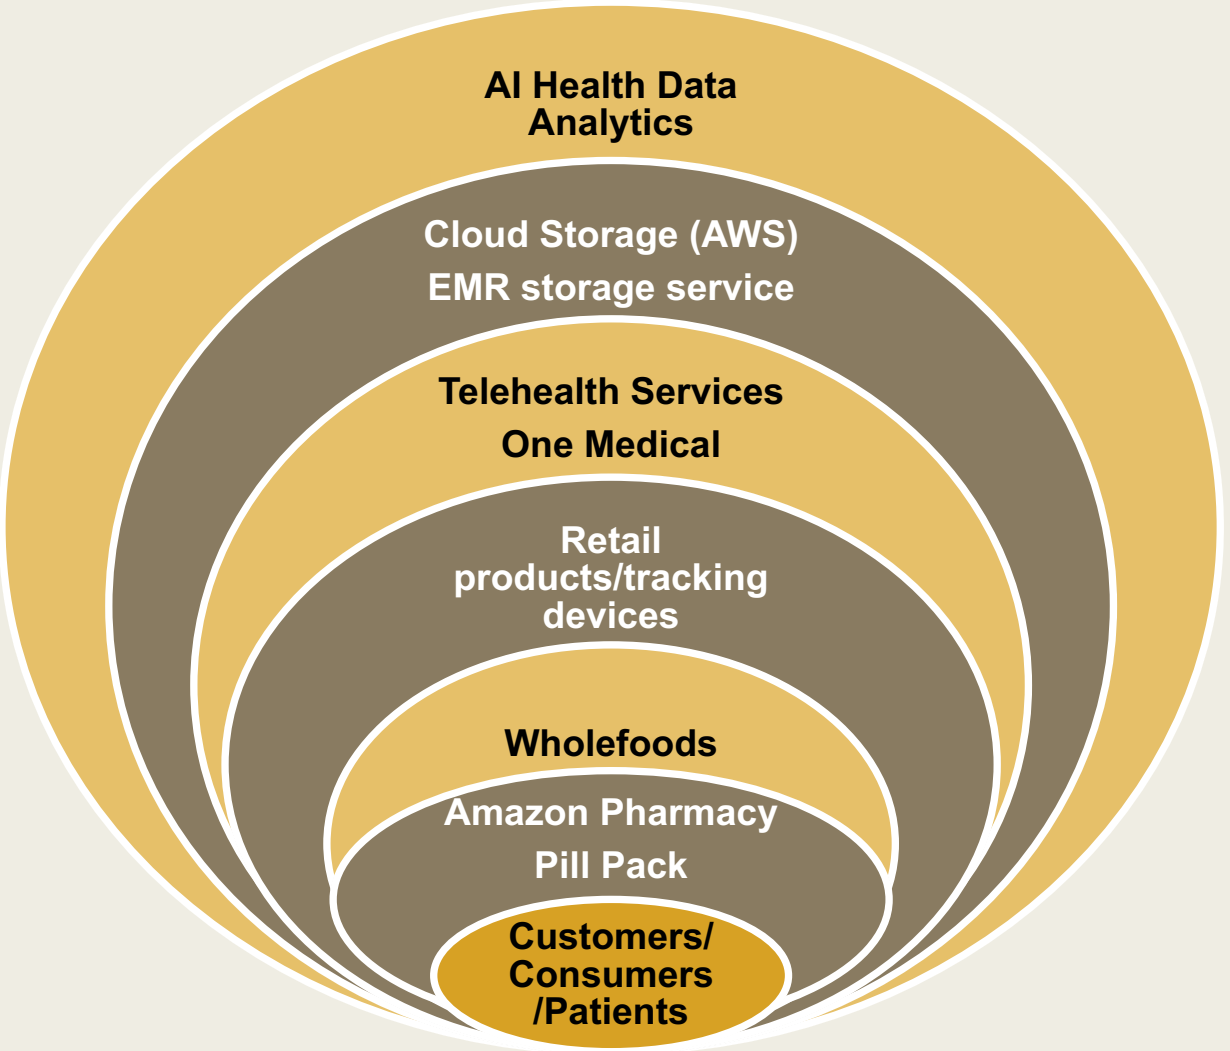 AI Health Data
Analytics
Cloud Storage (AWS)
EMR storage service
Telehealth Services
One Medical
Retail
products/tracking
devices
Wholefoods
Amazon Pharmacy
Pill Pack
Customers/
Consumers
/Patients